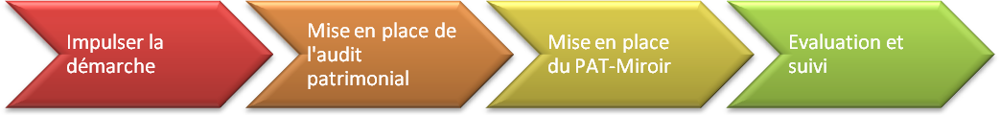 Impulser la
démarche
Mise en place de
l'audit
patrimonial
Mise en place
du PAT-Miroir
Evaluation et
suivi